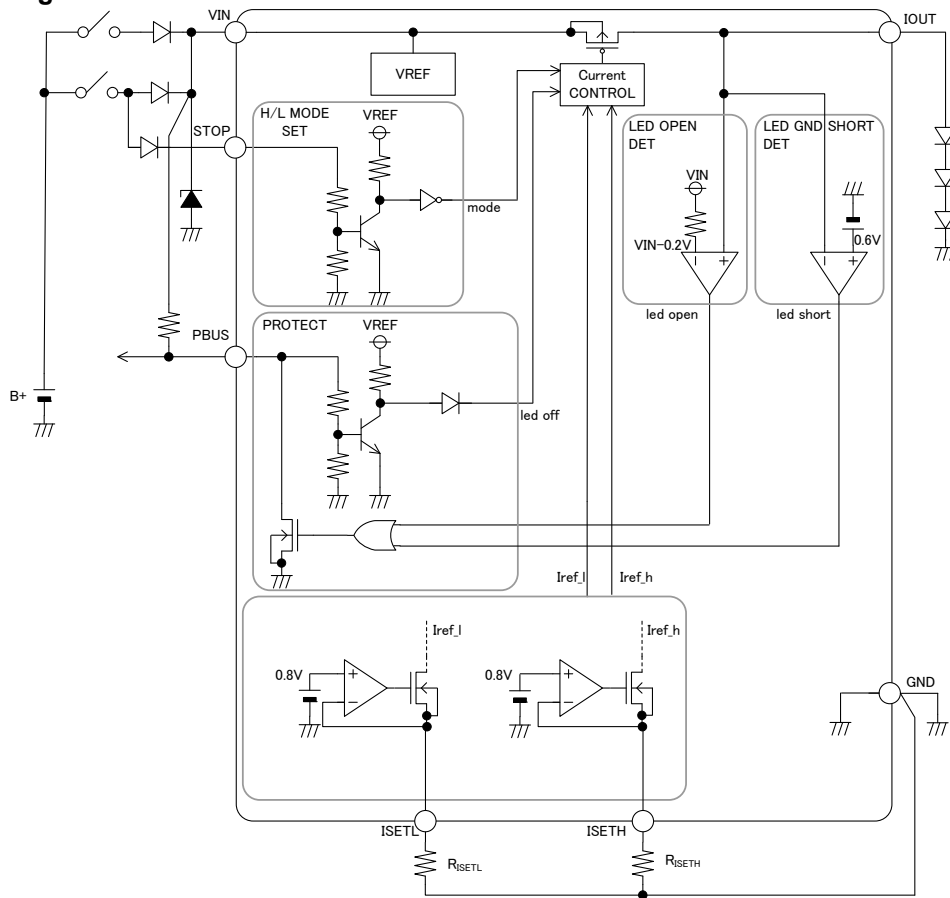 VIN
IOUT
VREF
Current
CONTROL
H/L MODE
SET
VREF
LED OPEN
DET
LED GND SHORT
DET
STOP
VIN
mode
VIN-0.2V
0.6V
led open
led short
PROTECT
VREF
PBUS
B+
led off
Iref_l
Iref_h
Iref_l
Iref_h
0.8V
0.8V
GND
ISETL
ISETH
RISETL
RISETH